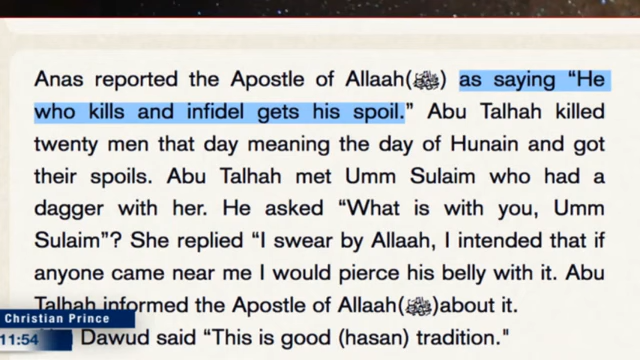 Anas reported the Apostle of Allaah(ﷺ) as saying “He
who kills and infidel gets his spoil.” Abu Talhah killed
twenty men that day meaning the day of Hunain and got
their spoils. Abu Talhah met Umm Sulaim who had a
dagger with her. He asked “What is with you, Umm
Sulaim”? She replied “I swear by Allaah, I intended that if
anyone came near me I would pierce his belly with it. Abu
Talhah informed the Apostle of Allaah(ﷺ)about it.
Dawud said “This is good (hasan) tradition."
Christian Prince
11:54